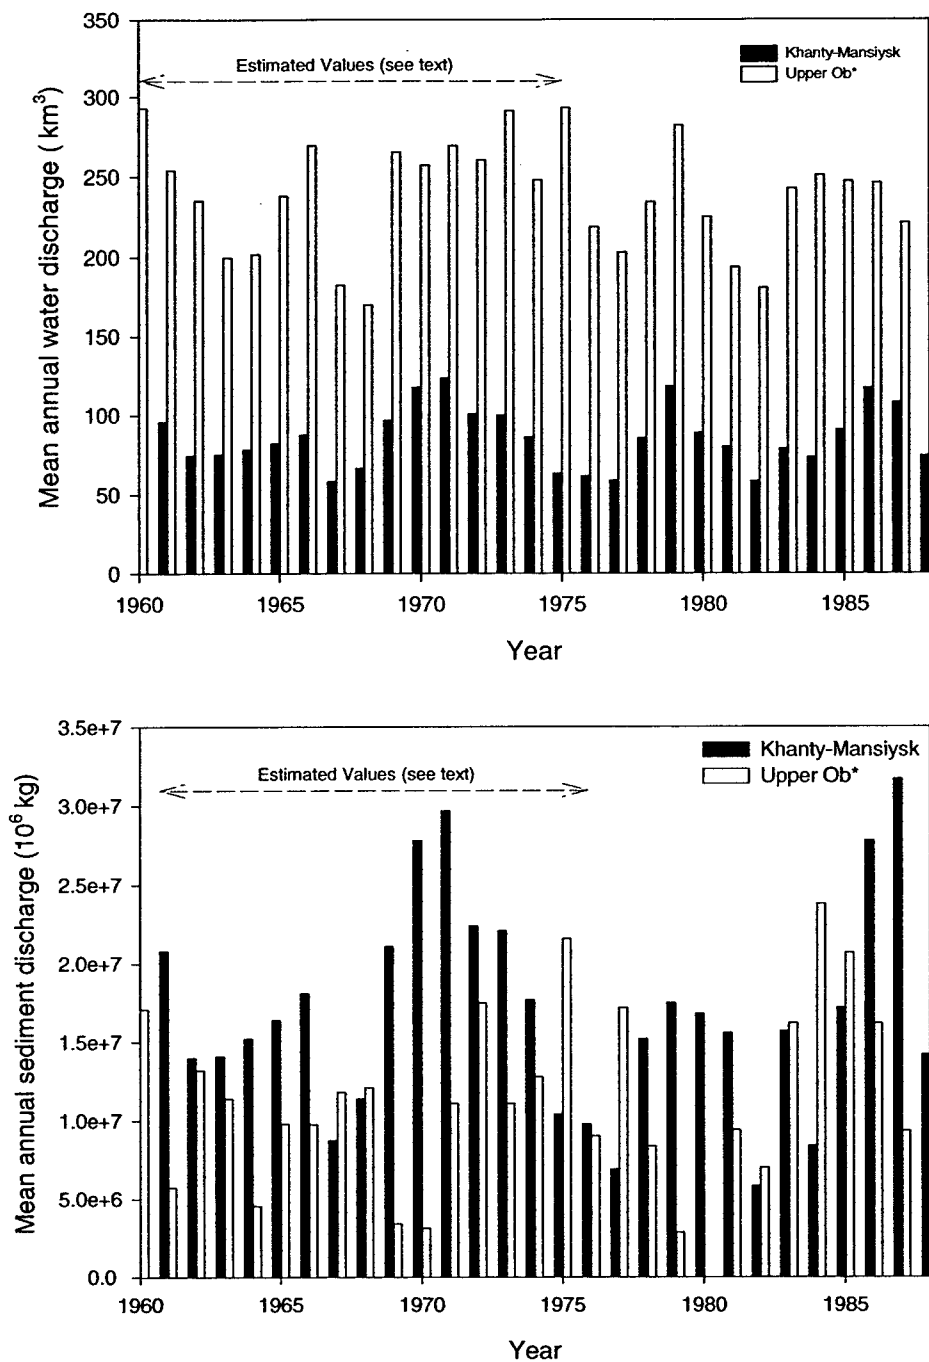 350
300
250
200
150
100
50
0
Mean annual water discharge ( km³)
Estimated Values (see text)
Khanty-Mansiysk
Upper Ob*
1960 1965 1970 1975 1980 1985
Year
3.5e+7
3.0e+7
2.5e+7
2.0e+7
1.5e+7
1.0e+7
5.0e+6
0.0
Mean annual sediment discharge (10⁶ kg)
Estimated Values (see text)
Khanty-Mansiysk
Upper Ob*
1960 1965 1970 1975 1980 1985
Year